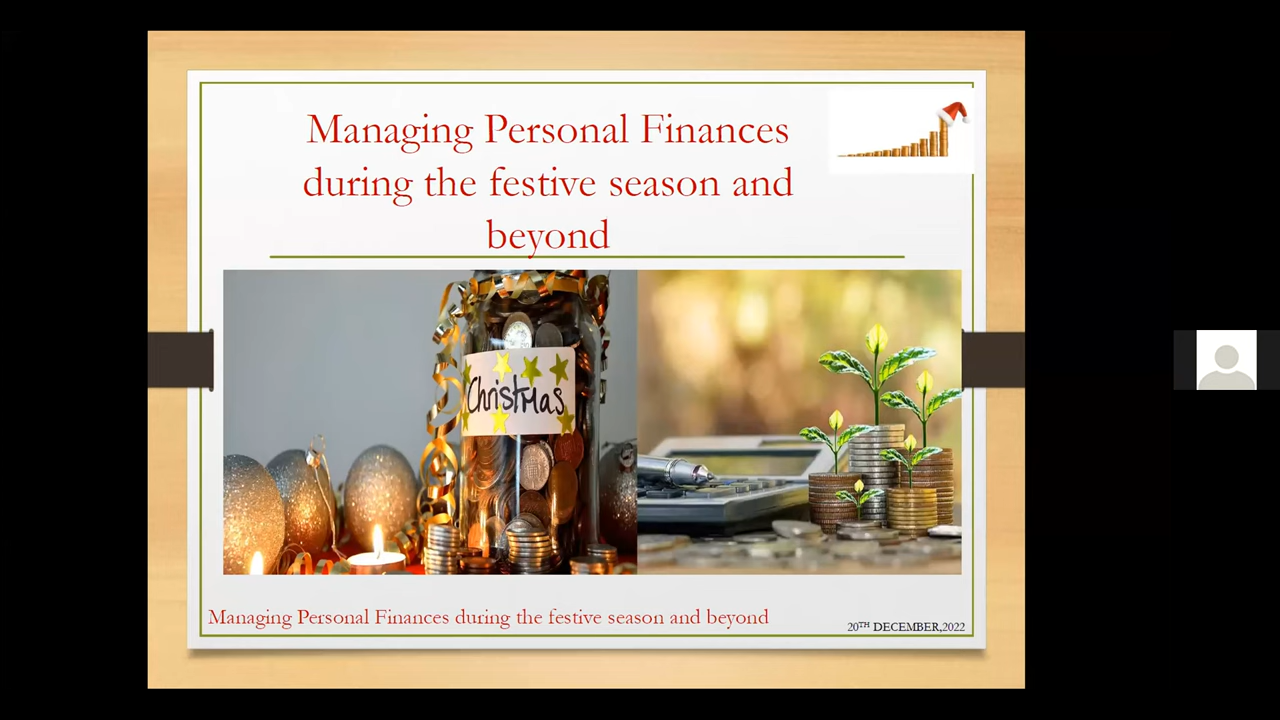 Managing Personal Finances
during the festive season and
beyond
Christmas
Managing Personal Finances during the festive season and beyond
20TH DECEMBER,2022